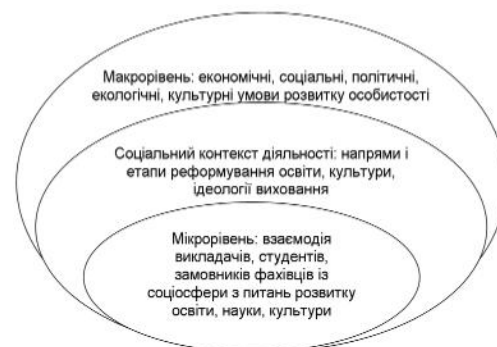 Макрорівень: економічні, соціальні, політичні,
екологічні, культурні умови розвитку особистості
Соціальний контекст діяльності: напрями і
етапи реформування освіти, культури,
ідеології виховання
Мікрорівень: взаємодія
викладачів, студентів,
замовників фахівців із
соціосфери з питань розвитку
освіти, науки, культури